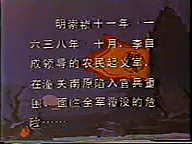 明崇祯十一年（一
六三八年）十月，李自
成领导的农民起义军，
在潼关南原陷入官兵重
围，面临全军覆没的危
险……